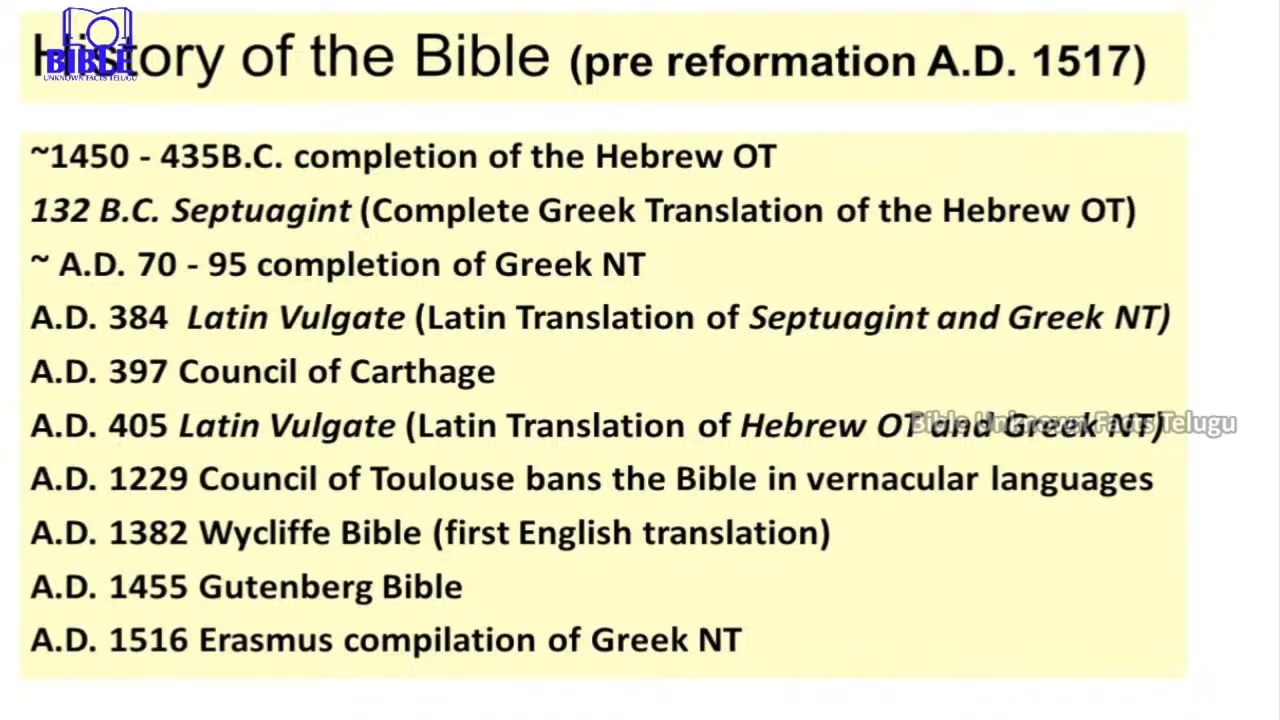 History of the Bible (pre reformation A.D. 1517)
BIBLE
UNKNOWN FACTS TELUGU
~1450 - 435B.C. completion of the Hebrew OT
132 B.C. Septuagint (Complete Greek Translation of the Hebrew OT)
~ A.D. 70 - 95 completion of Greek NT
A.D. 384 Latin Vulgate (Latin Translation of Septuagint and Greek NT)
A.D. 397 Council of Carthage
A.D. 405 Latin Vulgate (Latin Translation of Hebrew OT and Greek NT)
Bible Unknown Facts Telugu
A.D. 1229 Council of Toulouse bans the Bible in vernacular languages
A.D. 1382 Wycliffe Bible (first English translation)
A.D. 1455 Gutenberg Bible
A.D. 1516 Erasmus compilation of Greek NT